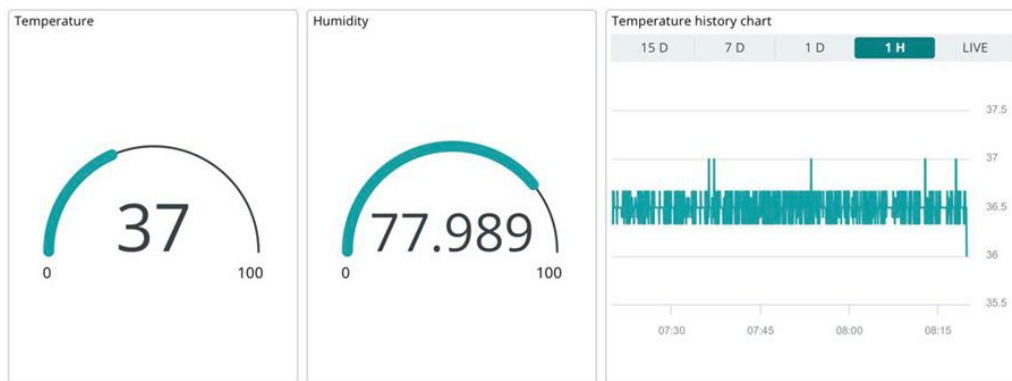 Temperature
37
0 100
Humidity
77.989
0 100
Temperature history chart
15 D 7 D 1 D 1 H LIVE
37.5
37
36.5
36
35.5
07:30 07:45 08:00 08:15